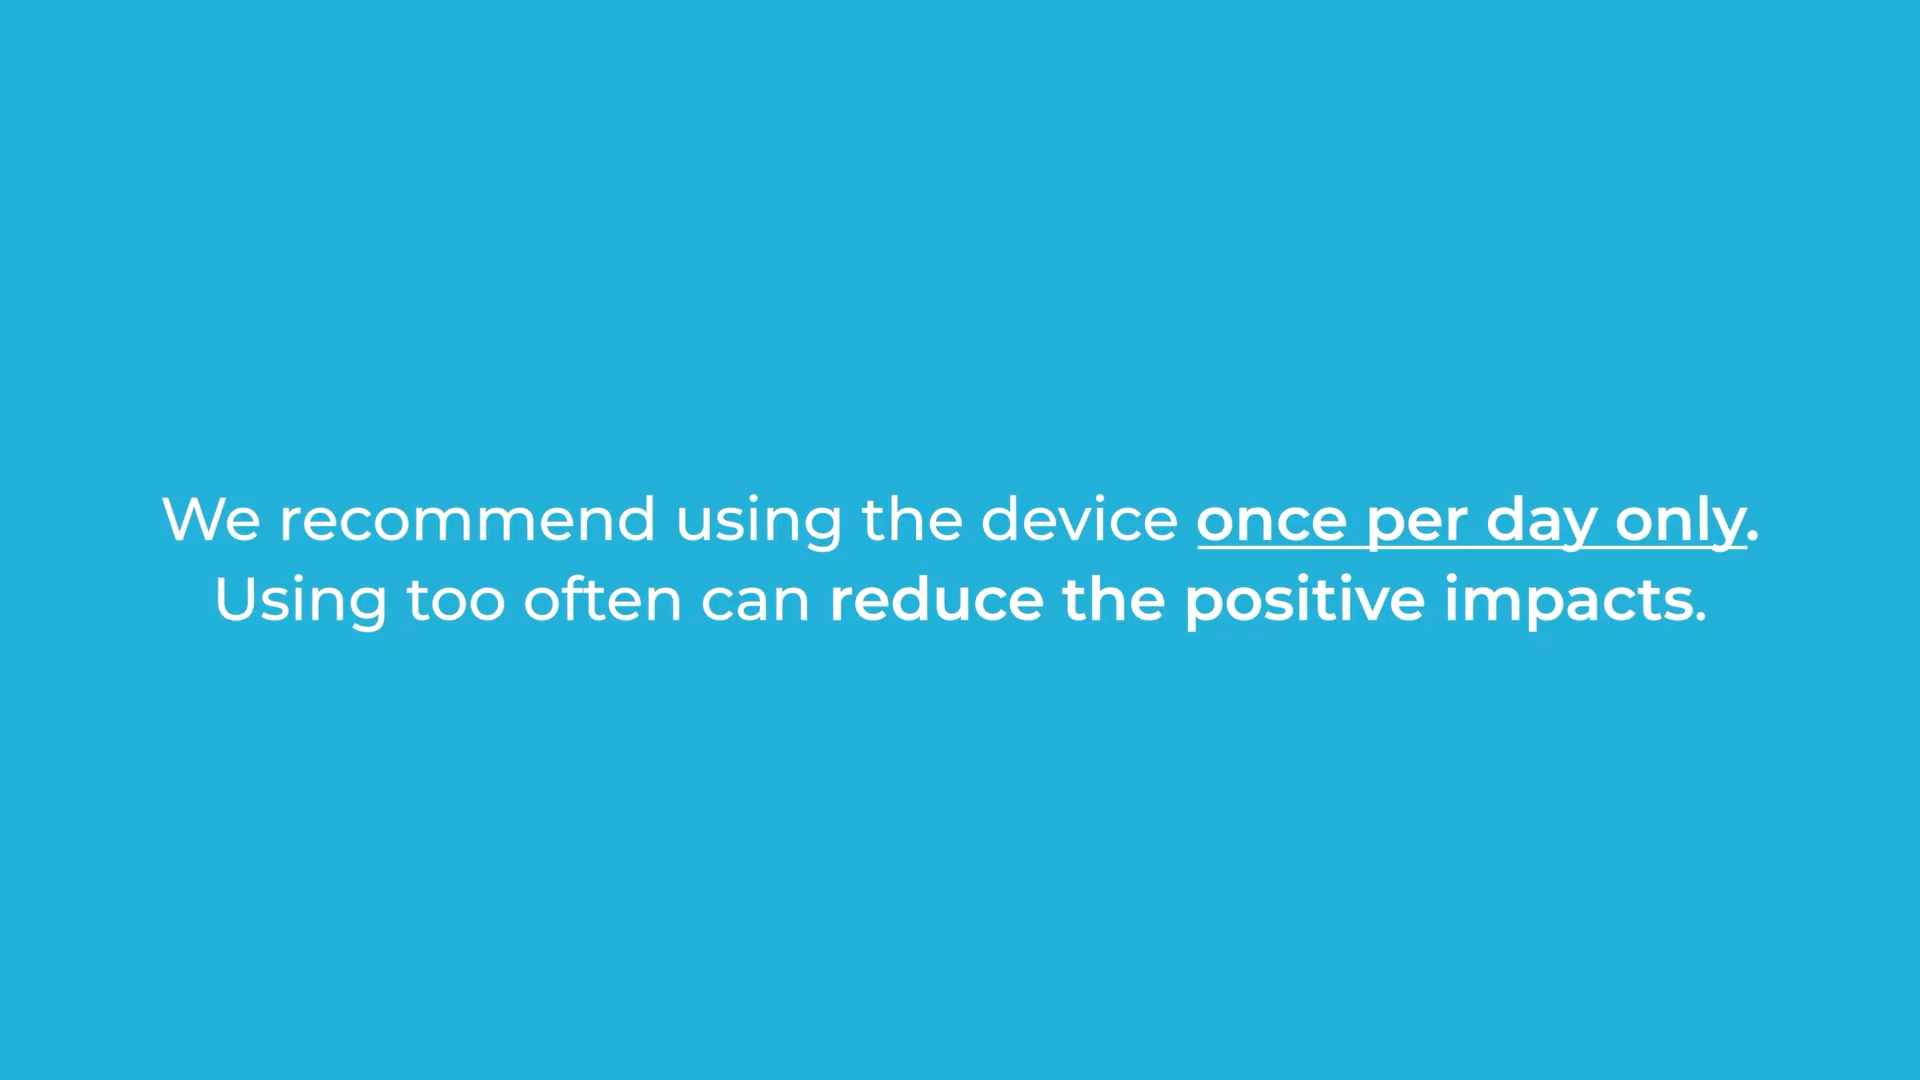 We recommend using the device once per day only.
Using too often can reduce the positive impacts.